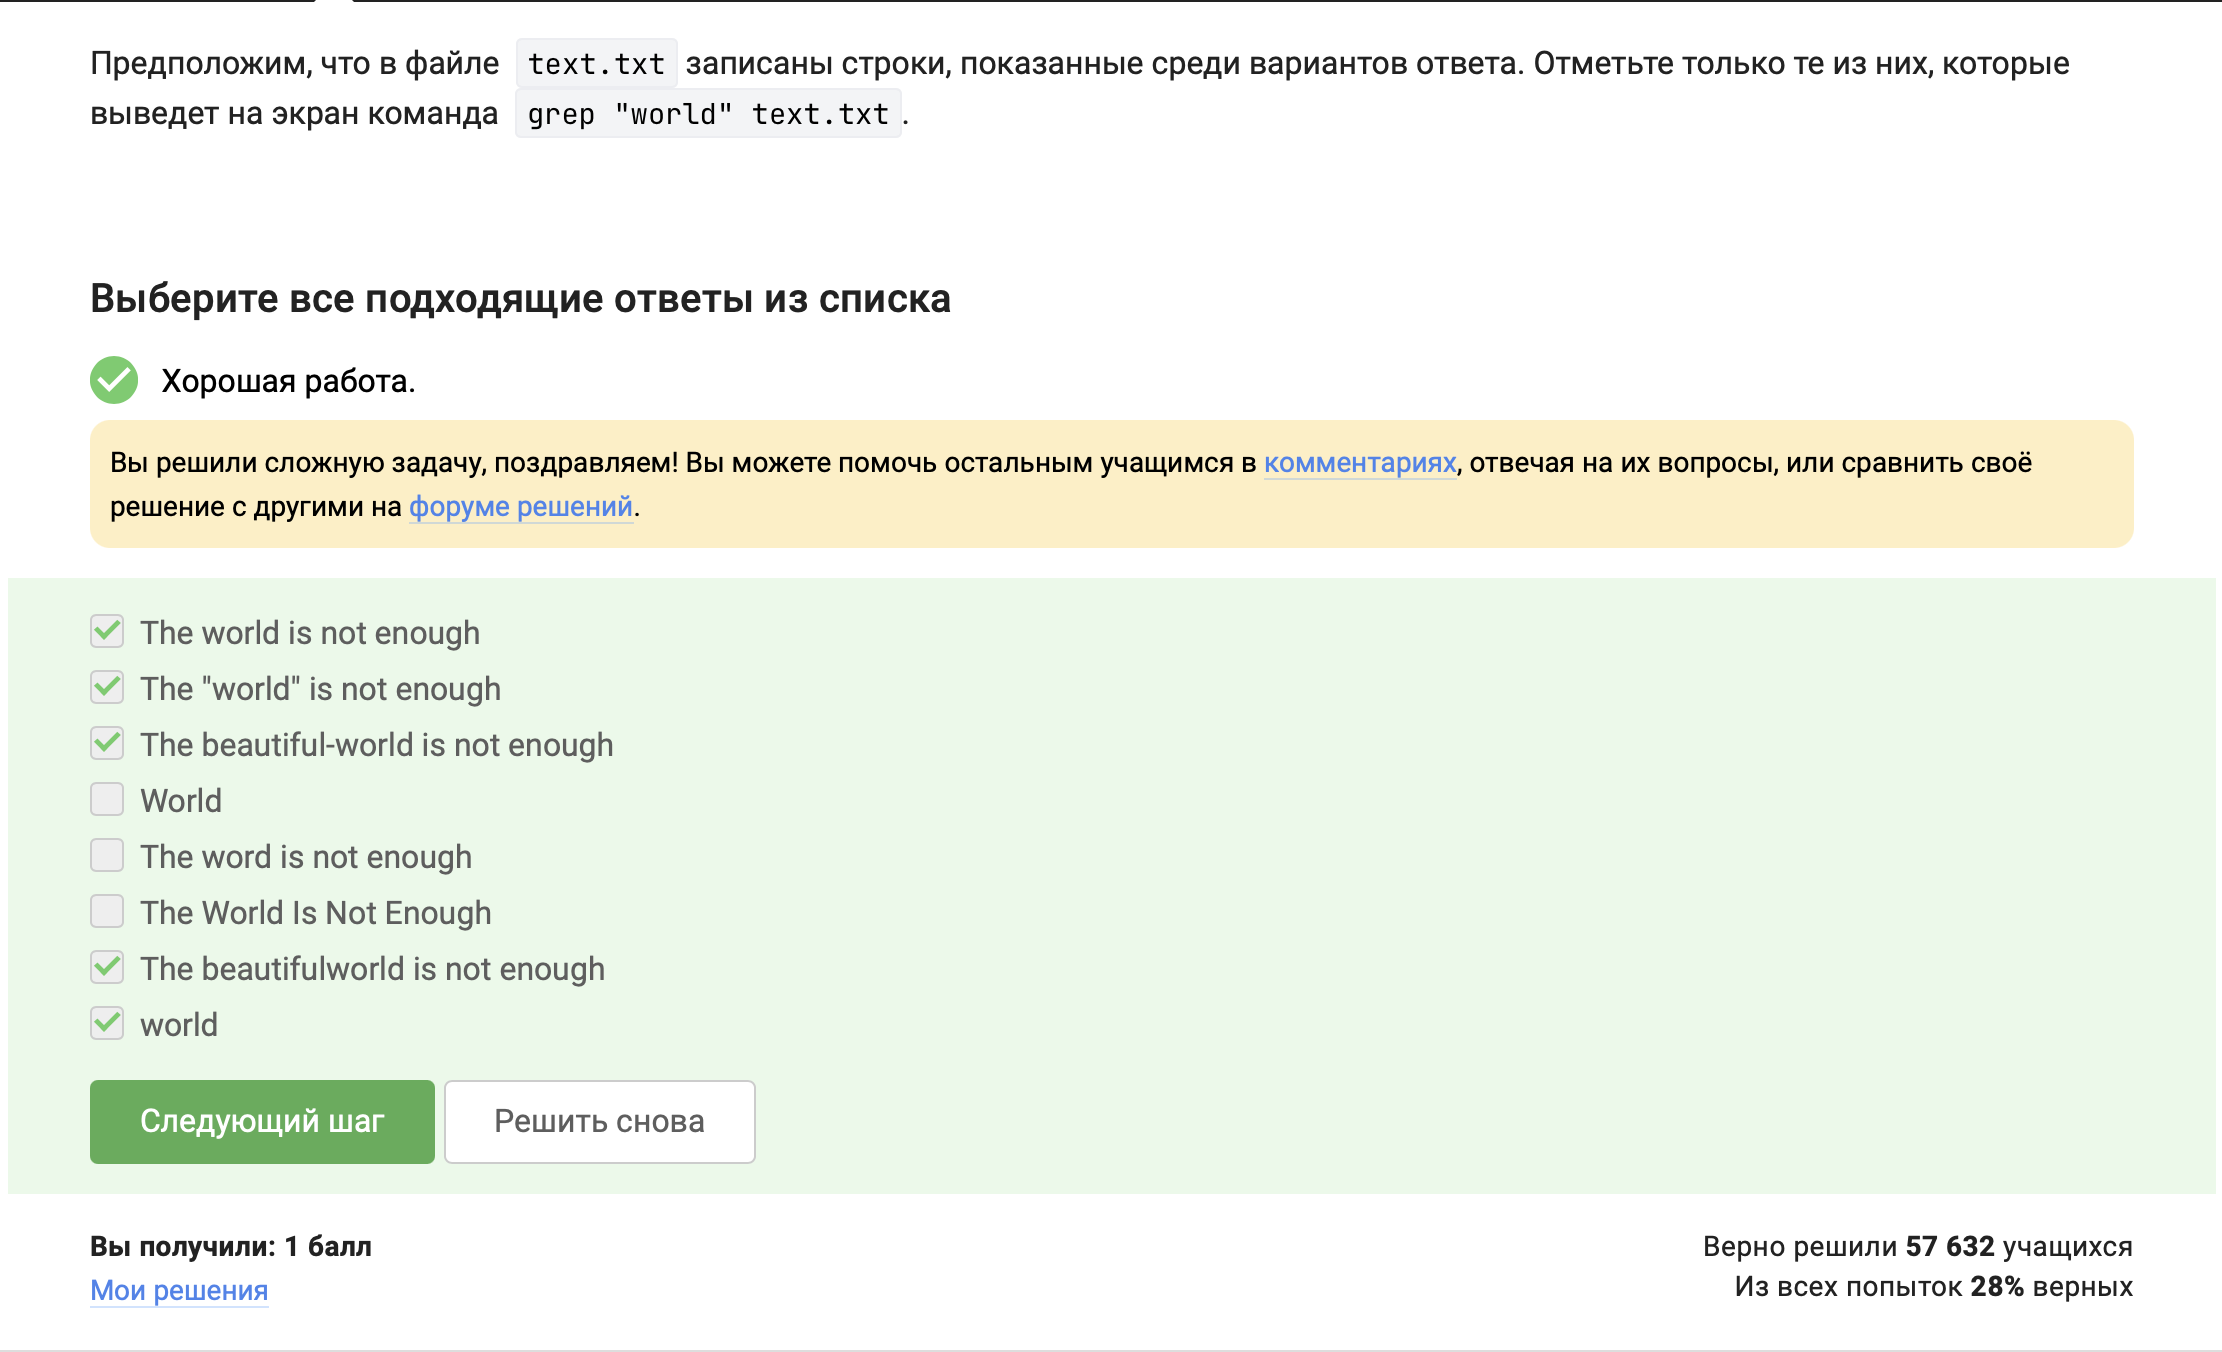 Предположим, что в файле text.txt записаны строки, показанные среди вариантов ответа. Отметьте только те из них, которые
выведет на экран команда grep "world" text.txt.
Выберите все подходящие ответы из списка
Хорошая работа.
Вы решили сложную задачу, поздравляем! Вы можете помочь остальным учащимся в комментариях, отвечая на их вопросы, или сравнить своё
решение с другими на форуме решений.
The world is not enough
The "world" is not enough
The beautiful-world is not enough
World
The word is not enough
The World Is Not Enough
The beautifulworld is not enough
world
Следующий шаг Решить снова
Вы получили: 1 балл
Мои решения
Верно решили 57 632 учащихся
Из всех попыток 28% верных